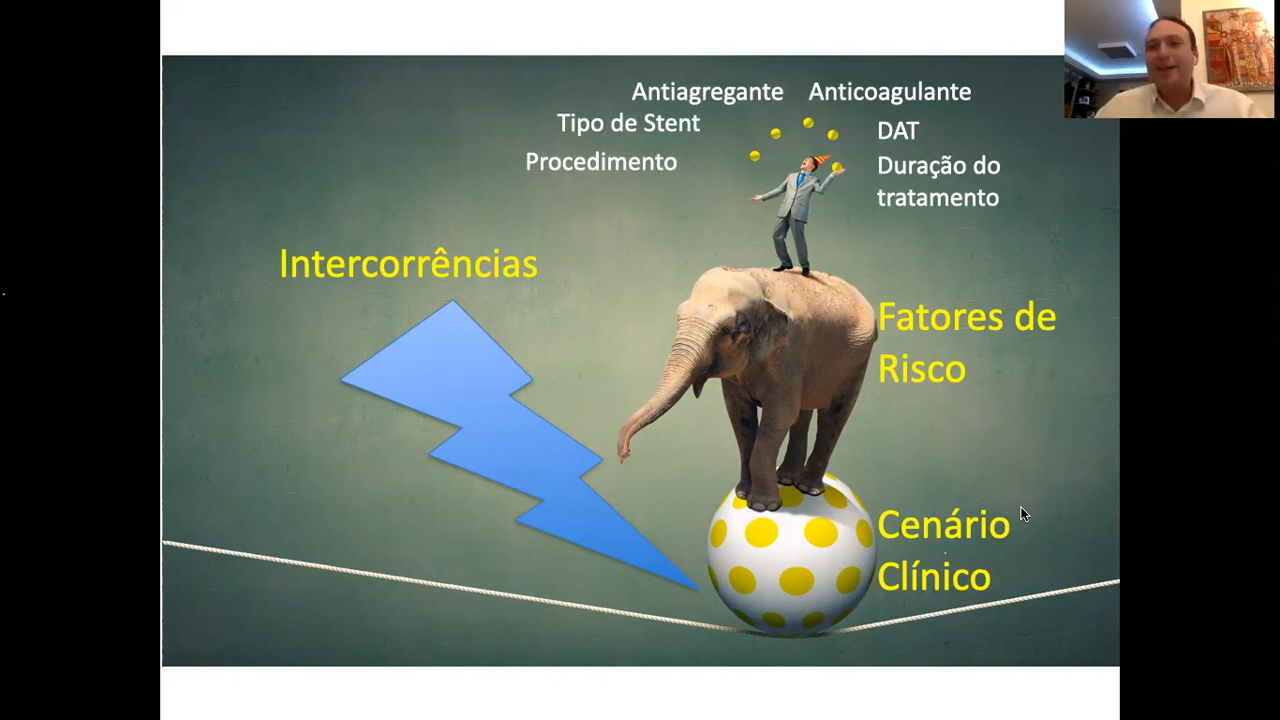 Antiagregante Anticoagulante
Tipo de Stent
DAT
Procedimento
Duração do
tratamento
Intercorrências
Fatores de
Risco
Cenário
Clínico